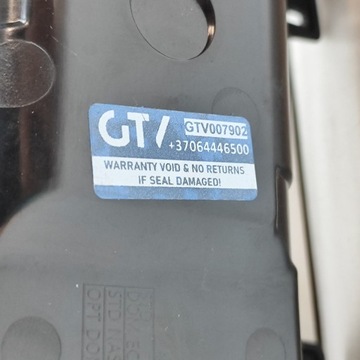 GTV
GTV007902
+37064446500
WARRANTY VOID & NO RETURNS
IF SEAL DAMAGED!